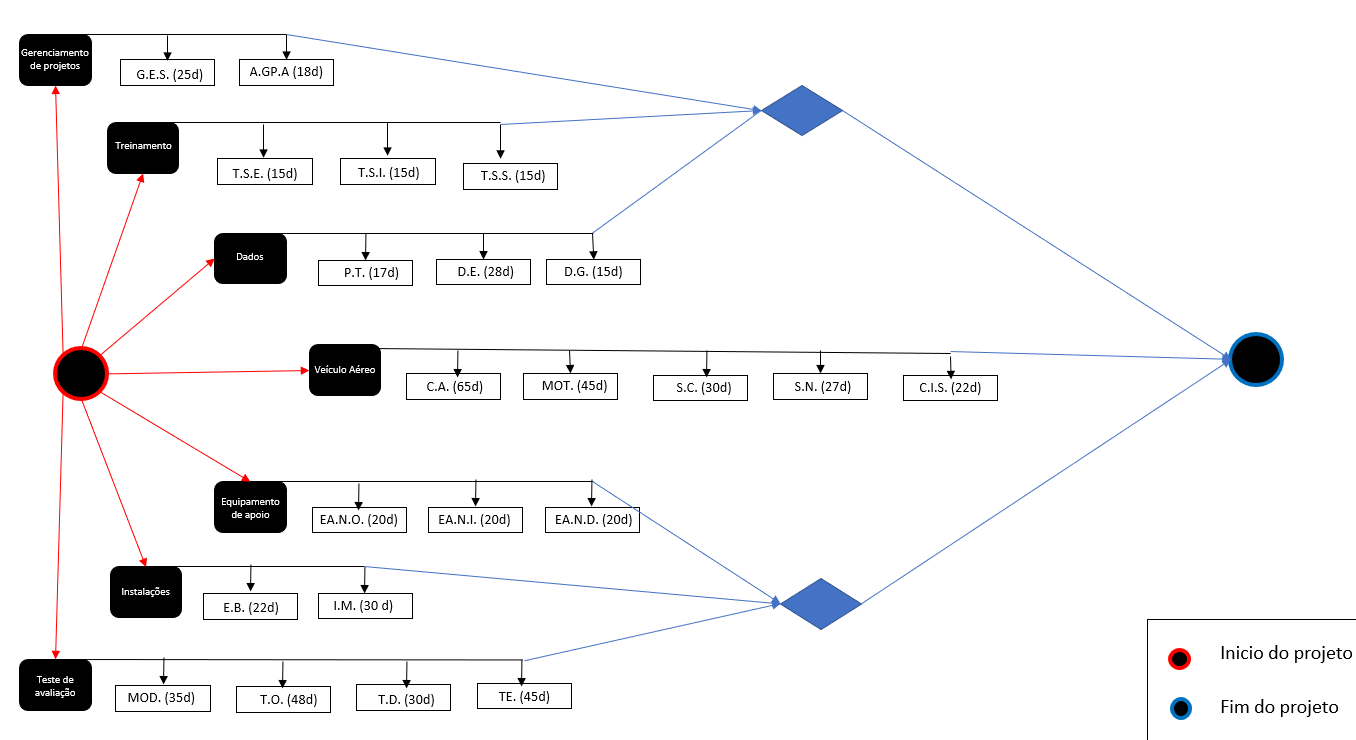 Gerenciamento
de projetos
G.E.S. (25d)
A.GP.A (18d)
Treinamento
T.S.E. (15d)
T.S.I. (15d)
T.S.S. (15d)
Dados
P.T. (17d)
D.E. (28d)
D.G. (15d)
Veículo Aéreo
C.A. (65d)
MOT. (45d)
S.C. (30d)
S.N. (27d)
C.I.S. (22d)
Equipamento
de apoio
EA.N.O. (20d)
EA.N.I. (20d)
EA.N.D. (20d)
Instalações
E.B. (22d)
I.M. (30 d)
Teste de
avaliação
MOD. (35d)
T.O. (48d)
T.D. (30d)
TE. (45d)
Inicio do projeto
Fim do projeto